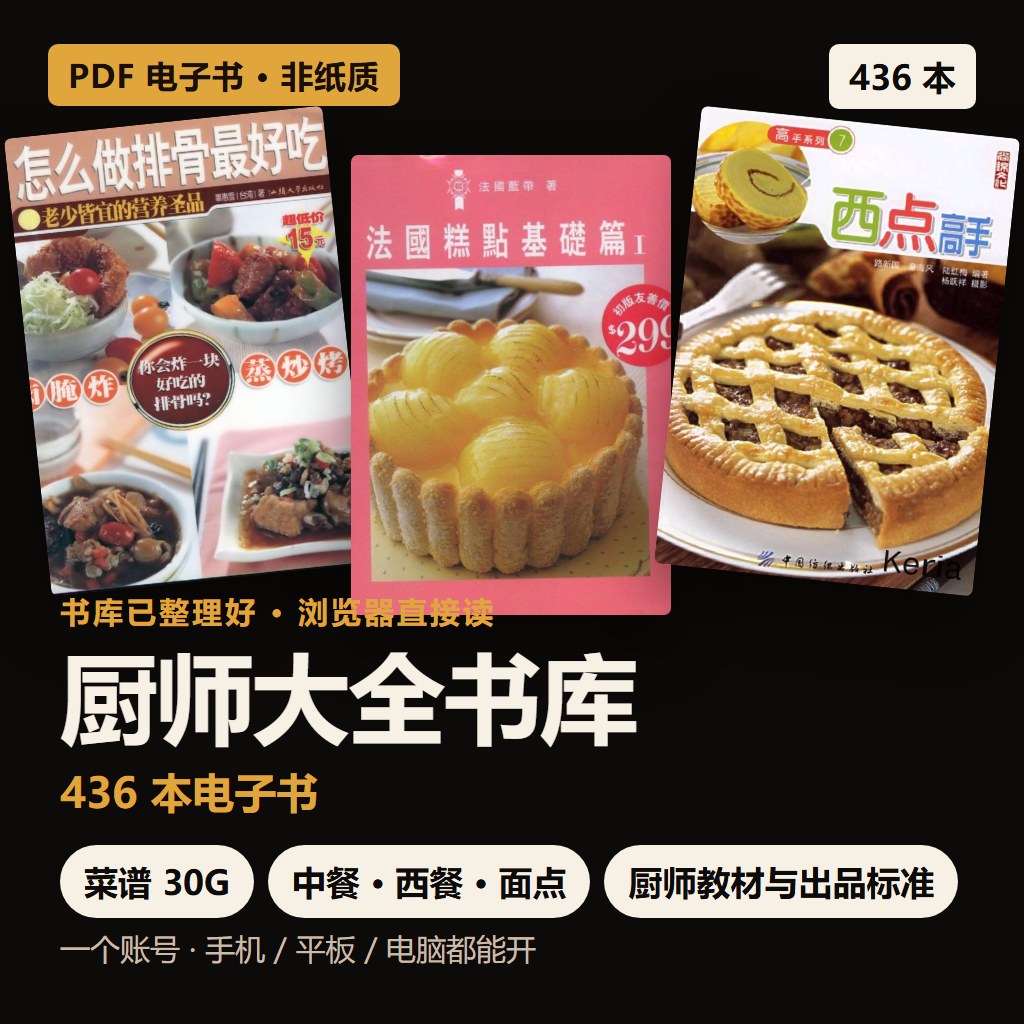 PDF 电子书·非纸质
436 本
怎么做排骨最好吃
老少皆宜的营养圣品
超低价
15元
你会炸一块
好吃的
排骨吗?
腌 炸
蒸 炒 烤
法國藍帶 著
法國糕點基礎篇 I
初版友善價
$299
高手系列 7
西点高手
杨跃祥 摄影
中国纺织出版社
Keria
书库已整理好 · 浏览器直接读
厨师大全书库
436 本电子书
菜谱 30G
中餐·西餐·面点
厨师教材与出品标准
一个账号 · 手机 / 平板 / 电脑都能开